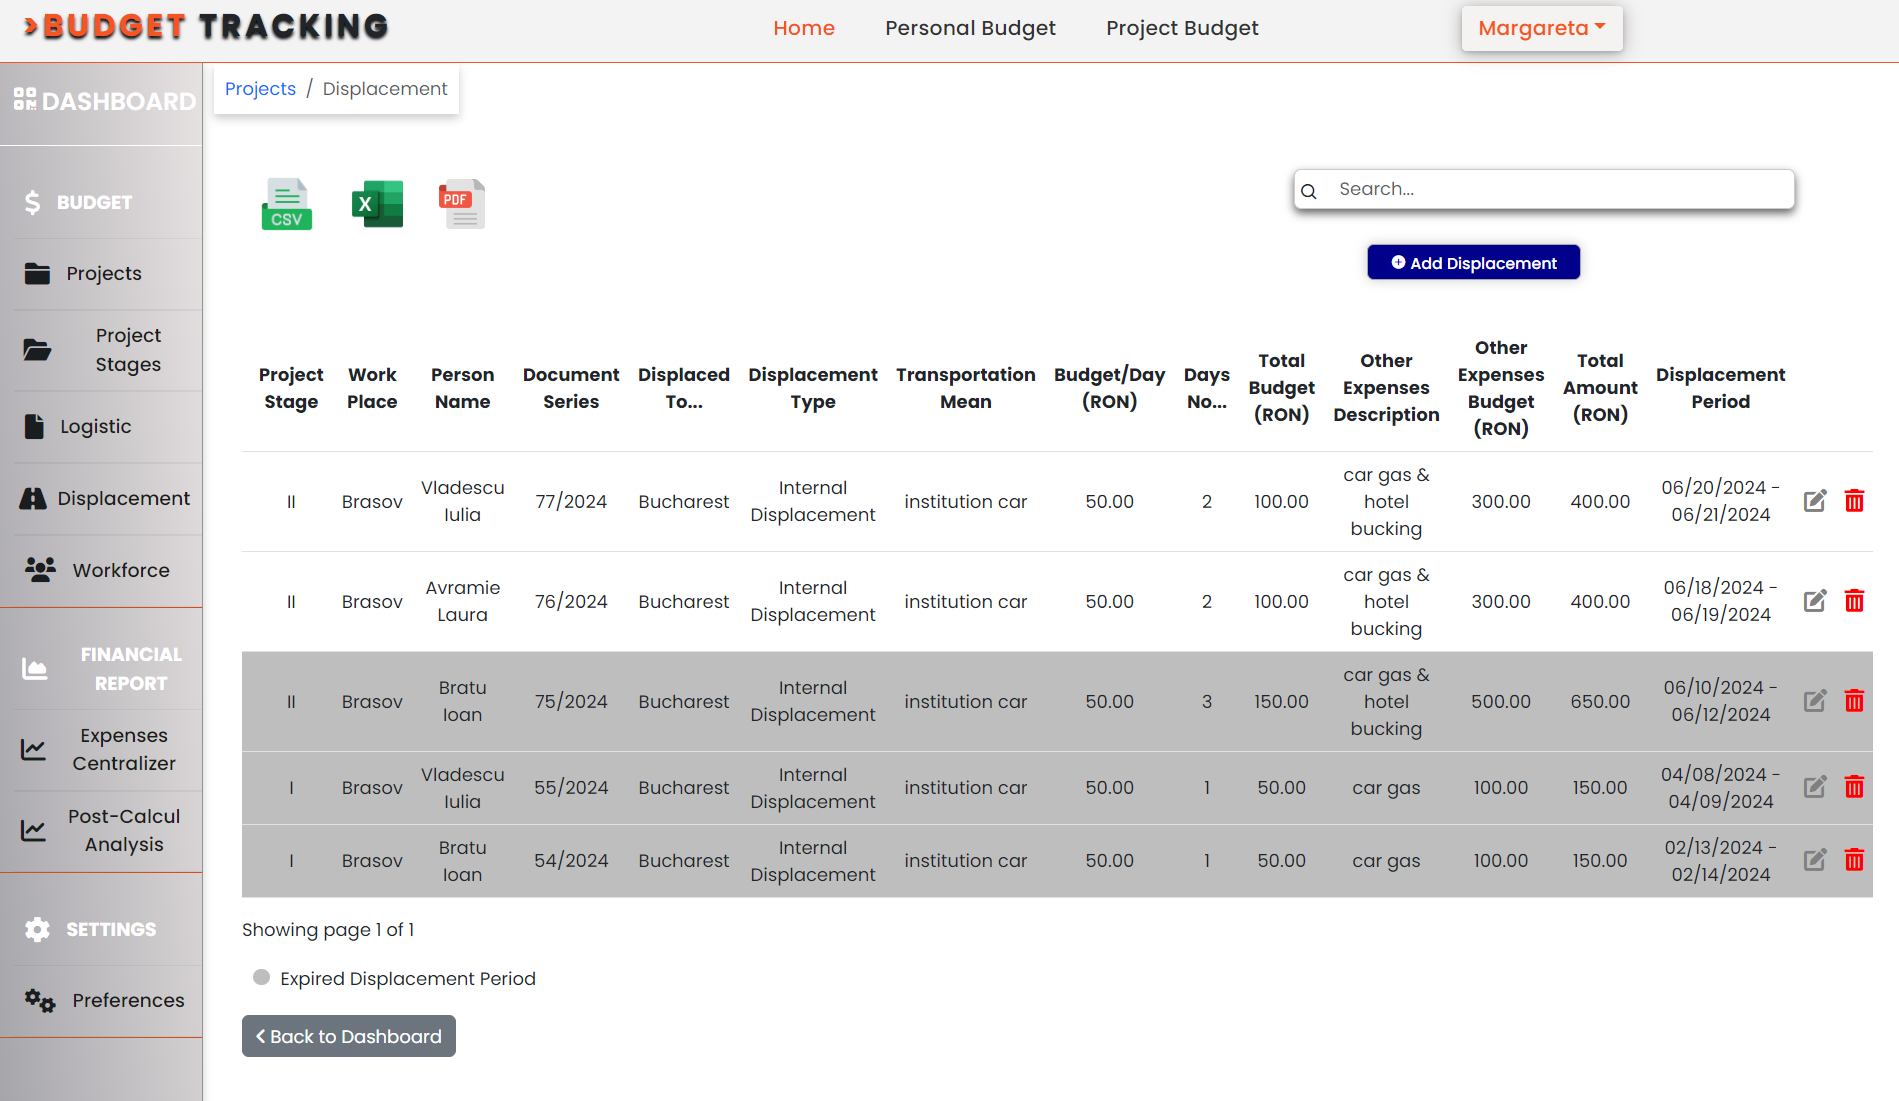 ›BUDGET TRACKING
Home Personal Budget Project Budget Margareta
DASHBOARD
Projects / Displacement
BUDGET
Projects
Project
Stages
Logistic
Displacement
Workforce
FINANCIAL
REPORT
Expenses
Centralizer
Post-Calcul
Analysis
SETTINGS
Preferences
CSV
X
PDF
Search...
Add Displacement
Project Stage Work Place Person Name Document Series Displaced To... Displacement Type Transportation Mean Budget/Day (RON) Days No... Total Budget (RON) Other Expenses Description Other Expenses Budget (RON) Total Amount (RON) Displacement Period
II Brasov Vladescu Iulia 77/2024 Bucharest Internal Displacement institution car 50.00 2 100.00 car gas & hotel bucking 300.00 400.00 06/20/2024 - 06/21/2024
II Brasov Avramie Laura 76/2024 Bucharest Internal Displacement institution car 50.00 2 100.00 car gas & hotel bucking 300.00 400.00 06/18/2024 - 06/19/2024
II Brasov Bratu Ioan 75/2024 Bucharest Internal Displacement institution car 50.00 3 150.00 car gas & hotel bucking 500.00 650.00 06/10/2024 - 06/12/2024
I Brasov Vladescu Iulia 55/2024 Bucharest Internal Displacement institution car 50.00 1 50.00 car gas 100.00 150.00 04/08/2024 - 04/09/2024
I Brasov Bratu Ioan 54/2024 Bucharest Internal Displacement institution car 50.00 1 50.00 car gas 100.00 150.00 02/13/2024 - 02/14/2024
Showing page 1 of 1
Expired Displacement Period
Back to Dashboard